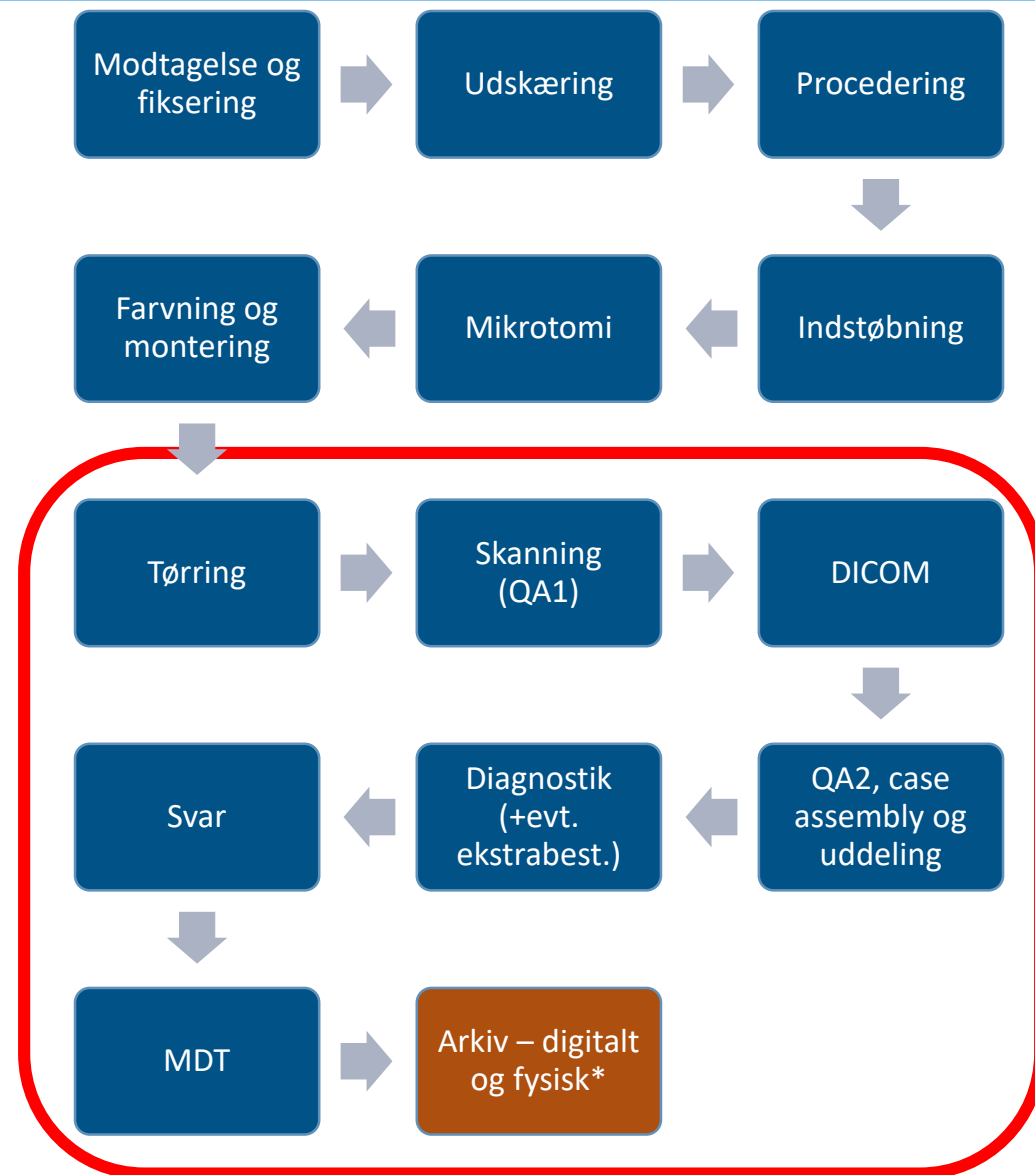 Modtagelse og
fiksering
Udskæring
Procedering
Farvning og
montering
Mikrotomi
Indstøbning
Tørring
Skanning
(QA1)
DICOM
Svar
Diagnostik
(+evt.
ekstrabest.)
QA2, case
assembly og
uddeling
MDT
Arkiv – digitalt
og fysisk*